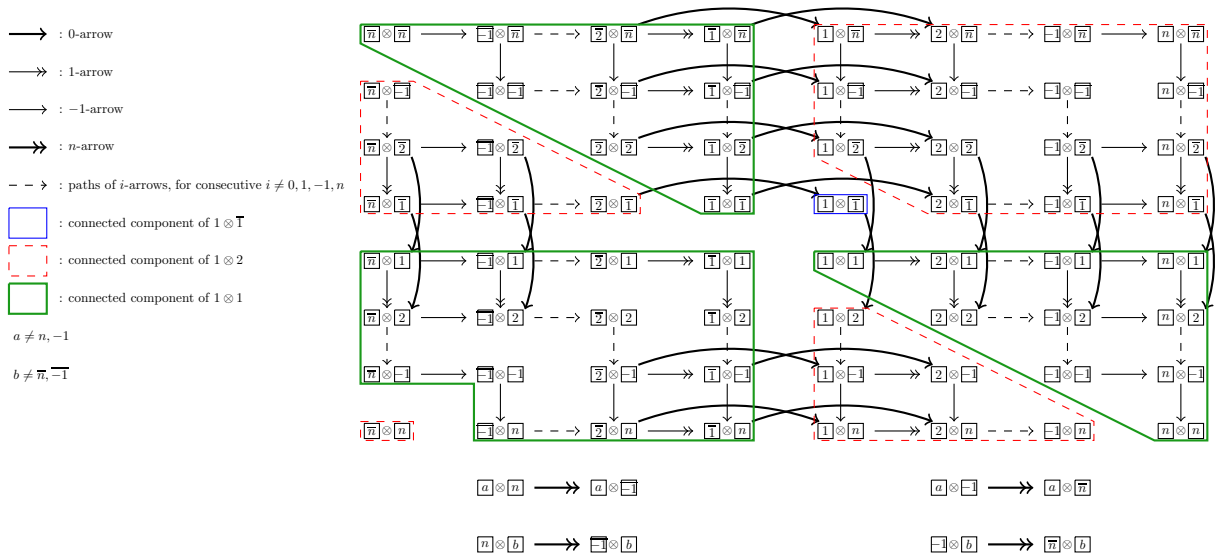 : 0-arrow
: 1-arrow
: −1-arrow
: n-arrow
: paths of i-arrows, for consecutive i ≠ 0, 1, −1, n
: connected component of 1 ⊗ 1̅
: connected component of 1 ⊗ 2
: connected component of 1 ⊗ 1
a ≠ n, −1
b ≠ n̅, −̅1̅
n̅ ⊗ n̅ −̅1̅ ⊗ n̅ 2̅ ⊗ n̅ 1̅ ⊗ n̅ 1 ⊗ n̅ 2 ⊗ n̅ −1 ⊗ n̅ n ⊗ n̅
n̅ ⊗ −̅1̅ −̅1̅ ⊗ −̅1̅ 2̅ ⊗ −̅1̅ 1̅ ⊗ −̅1̅ 1 ⊗ −̅1̅ 2 ⊗ −̅1̅ −1 ⊗ −̅1̅ n ⊗ −̅1̅
n̅ ⊗ 2̅ −̅1̅ ⊗ 2̅ 2̅ ⊗ 2̅ 1̅ ⊗ 2̅ 1 ⊗ 2̅ 2 ⊗ 2̅ −1 ⊗ 2̅ n ⊗ 2̅
n̅ ⊗ 1̅ −̅1̅ ⊗ 1̅ 2̅ ⊗ 1̅ 1̅ ⊗ 1̅ 1 ⊗ 1̅ 2 ⊗ 1̅ −1 ⊗ 1̅ n ⊗ 1̅
n̅ ⊗ 1 −̅1̅ ⊗ 1 2̅ ⊗ 1 1̅ ⊗ 1 1 ⊗ 1 2 ⊗ 1 −1 ⊗ 1 n ⊗ 1
n̅ ⊗ 2 −̅1̅ ⊗ 2 2̅ ⊗ 2 1̅ ⊗ 2 1 ⊗ 2 2 ⊗ 2 −1 ⊗ 2 n ⊗ 2
n̅ ⊗ −1 −̅1̅ ⊗ −1 2̅ ⊗ −1 1̅ ⊗ −1 1 ⊗ −1 2 ⊗ −1 −1 ⊗ −1 n ⊗ −1
n̅ ⊗ n −̅1̅ ⊗ n 2̅ ⊗ n 1̅ ⊗ n 1 ⊗ n 2 ⊗ n −1 ⊗ n n ⊗ n
a ⊗ n a ⊗ −̅1̅ a ⊗ −1 a ⊗ n̅
n ⊗ b −̅1̅ ⊗ b −1 ⊗ b n̅ ⊗ b